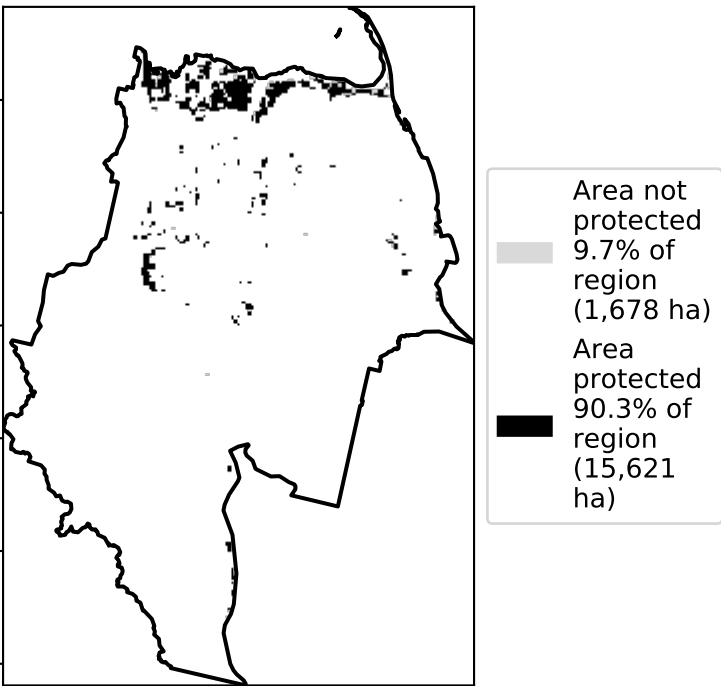 Area not
protected
9.7% of
region
(1,678 ha)
Area
protected
90.3% of
region
(15,621
ha)